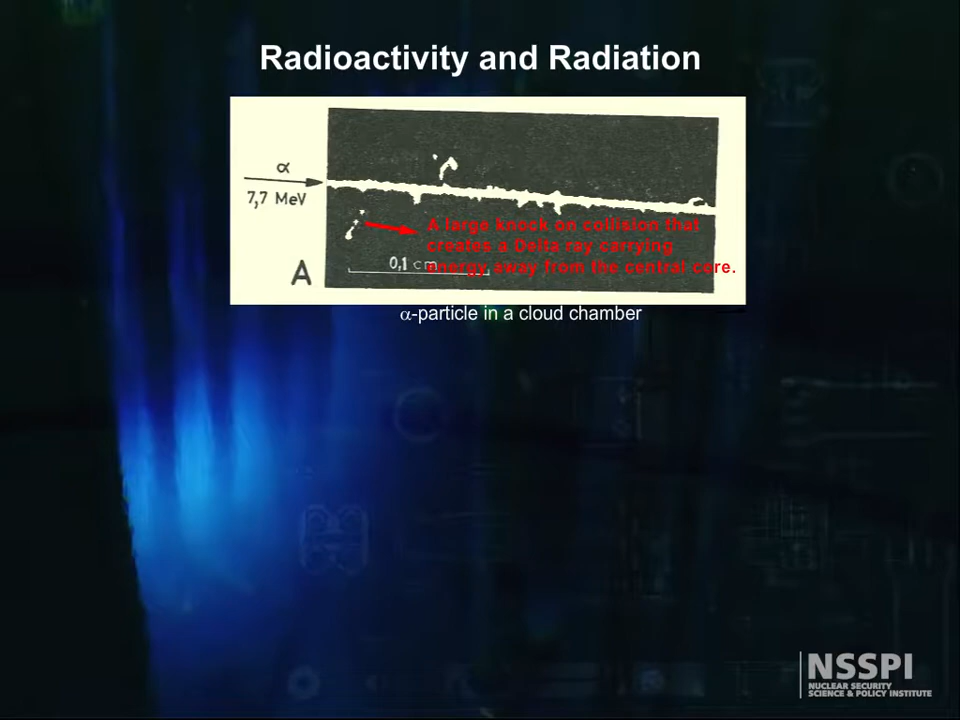 Radioactivity and Radiation
α
7,7 MeV
A large knock on collision that
creates a Delta ray carrying
energy away from the central core.
0,1 cm
A
α-particle in a cloud chamber
NSSPI
NUCLEAR SECURITY
SCIENCE & POLICY INSTITUTE